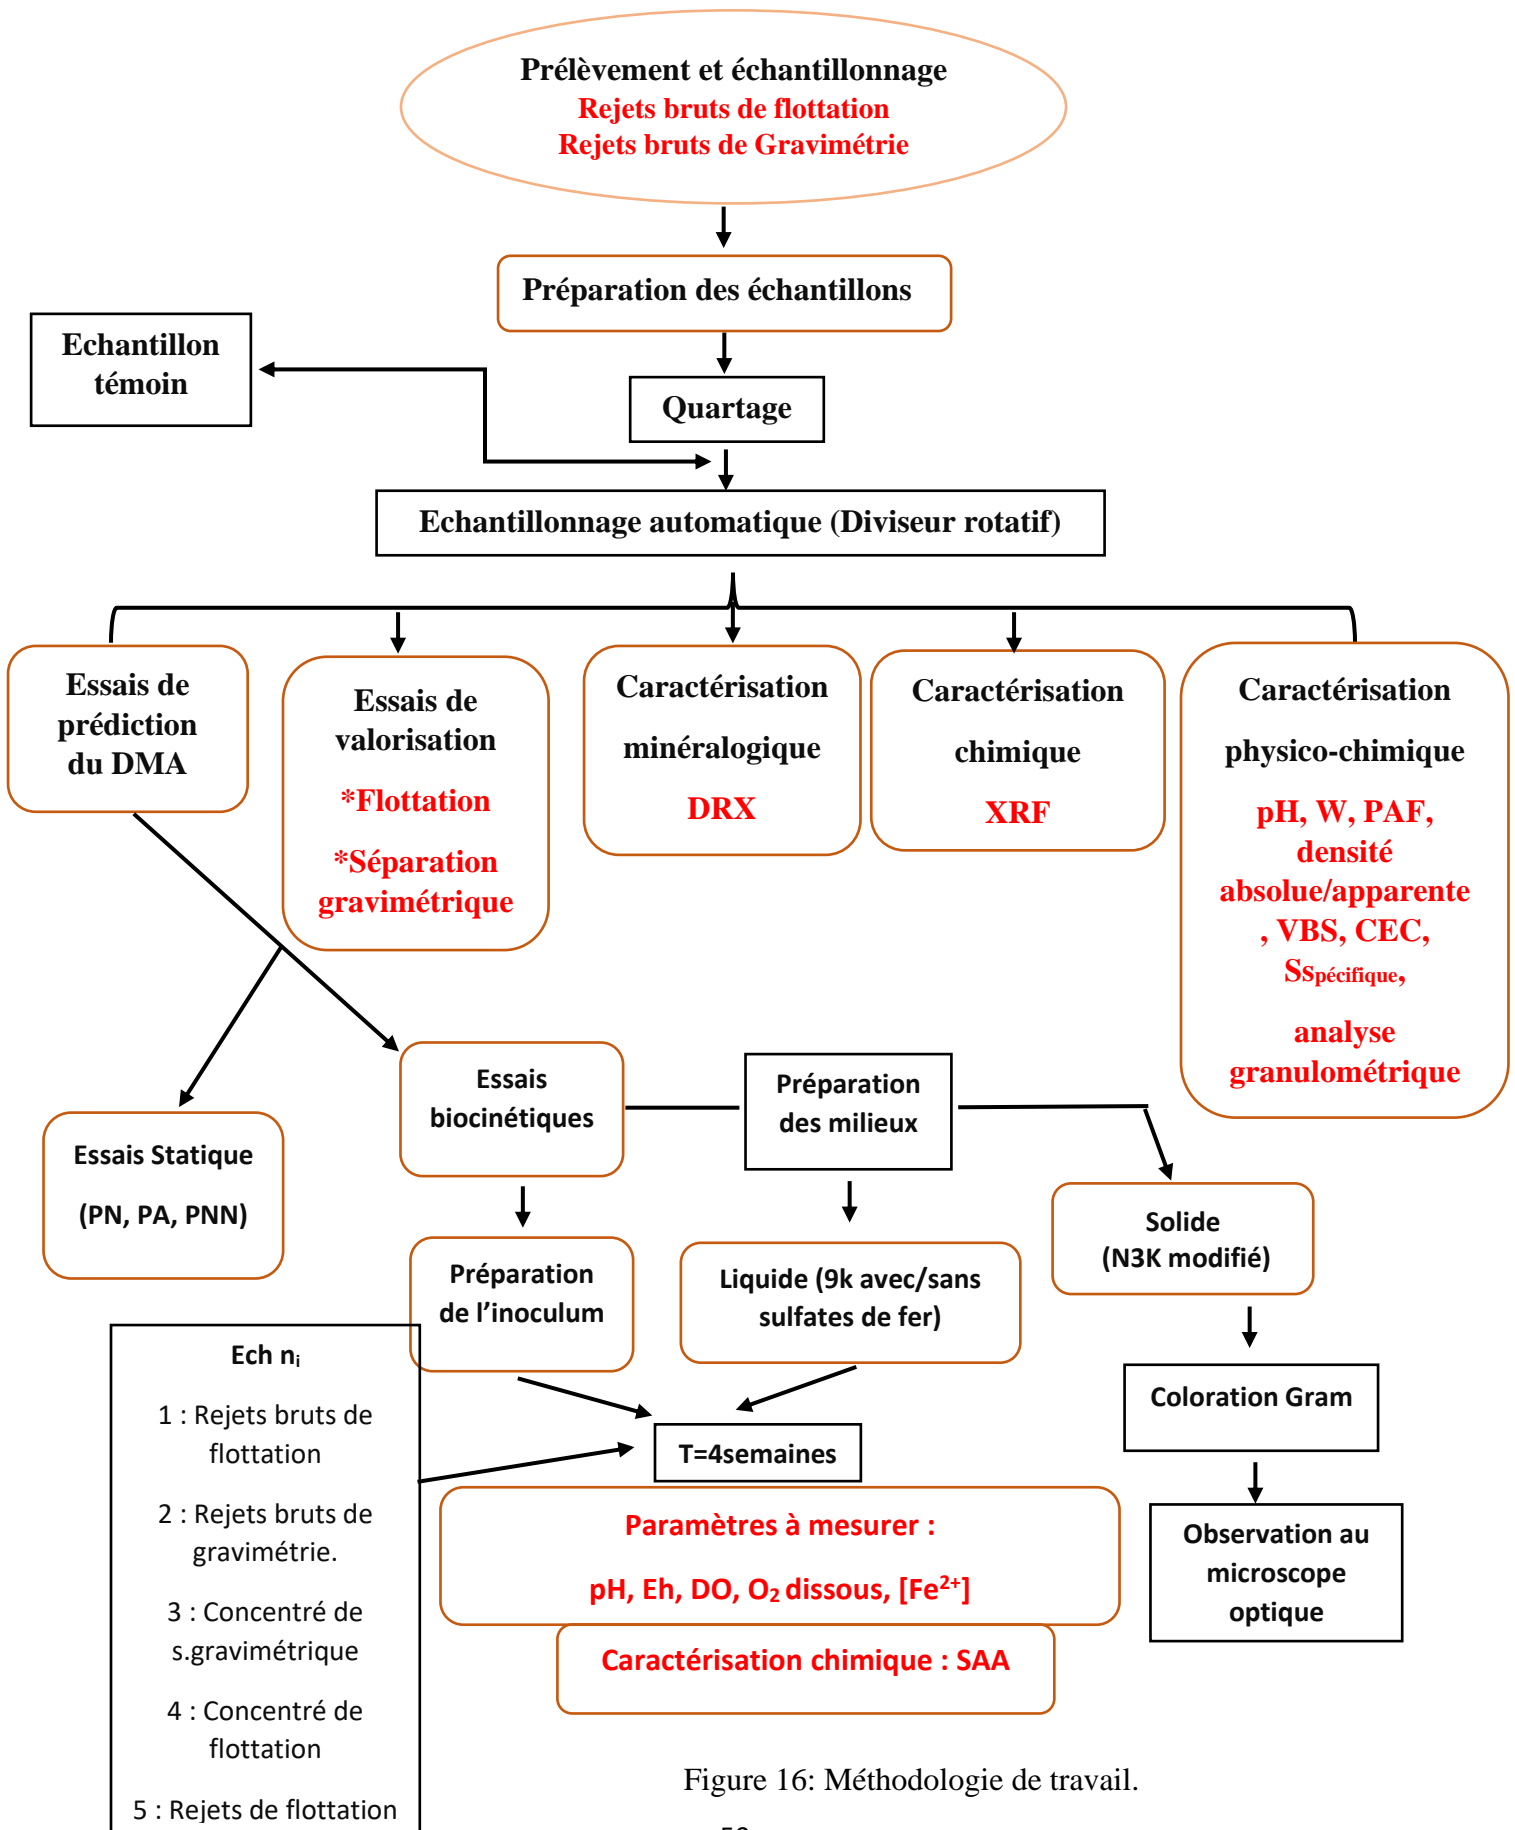 Prélèvement et échantillonnage
Rejets bruts de flottation
Rejets bruts de Gravimétrie
Préparation des échantillons
Echantillon
témoin
Quartage
Echantillonnage automatique (Diviseur rotatif)
Essais de
prédiction
du DMA
Essais de
valorisation
*Flottation
*Séparation
gravimétrique
Caractérisation
minéralogique
DRX
Caractérisation
chimique
XRF
Caractérisation
physico-chimique
pH, W, PAF,
densité
absolue/apparente
, VBS, CEC,
Sspécifique,
analyse
granulométrique
Essais
biocinétiques
Préparation
des milieux
Essais Statique
(PN, PA, PNN)
Solide
(N3K modifié)
Préparation
de l’inoculum
Liquide (9k avec/sans
sulfates de fer)
Ech nᵢ
1 : Rejets bruts de
flottation
2 : Rejets bruts de
gravimétrie.
3 : Concentré de
s.gravimétrique
4 : Concentré de
flottation
5 : Rejets de flottation
Coloration Gram
T=4semaines
Paramètres à mesurer :
pH, Eh, DO, O₂ dissous, [Fe²⁺]
Caractérisation chimique : SAA
Observation au
microscope
optique
Figure 16: Méthodologie de travail.